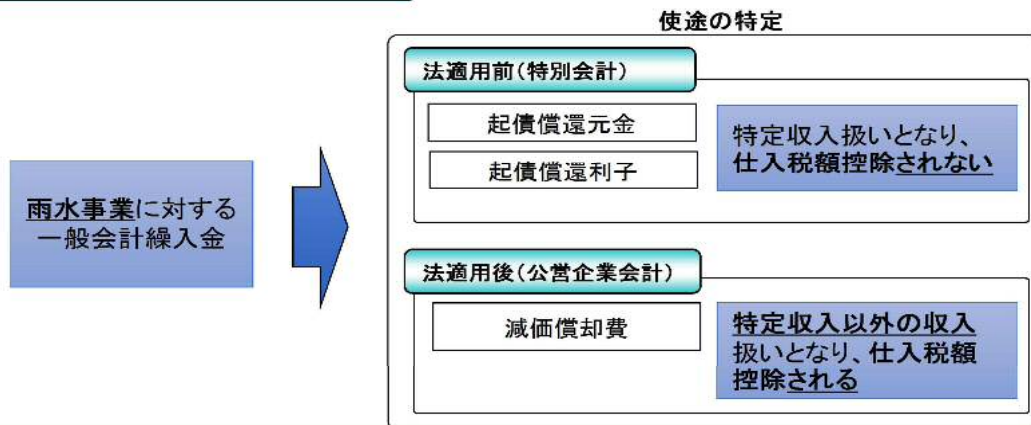 使途の特定
法適用前(特別会計)
起債償還元金
起債償還利子
特定収入扱いとなり、
仕入税額控除されない
雨水事業に対する
一般会計繰入金
法適用後(公営企業会計)
減価償却費
特定収入以外の収入
扱いとなり、仕入税額
控除される